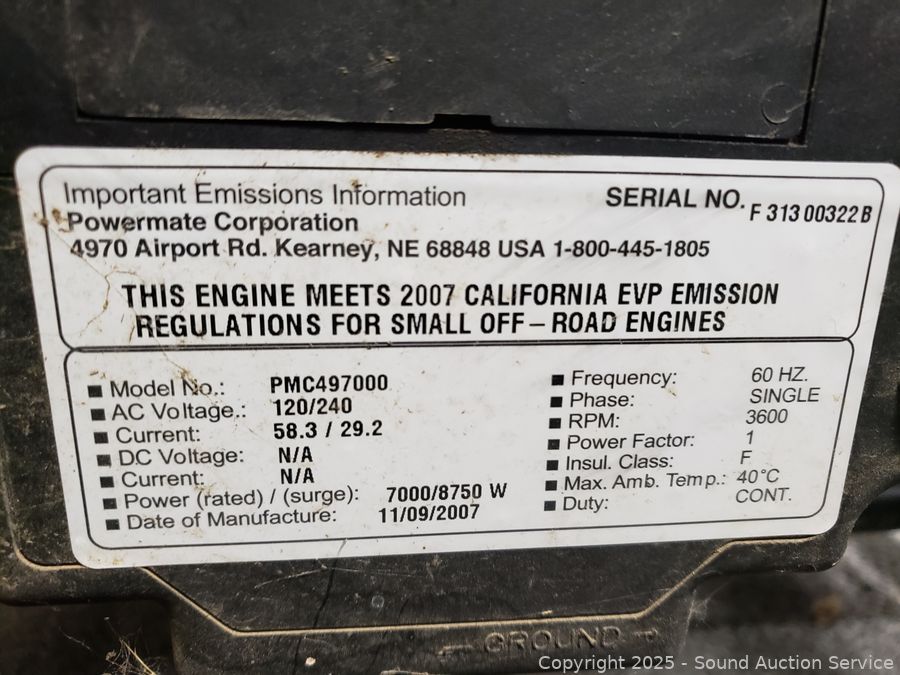 Important Emissions Information
SERIAL NO. F 313 00322 B
Powermate Corporation
4970 Airport Rd. Kearney, NE 68848 USA 1-800-445-1805
THIS ENGINE MEETS 2007 CALIFORNIA EVP EMISSION
REGULATIONS FOR SMALL OFF – ROAD ENGINES
■ Model No.: PMC497000
■ AC Voltage.: 120/240
■ Current: 58.3 / 29.2
■ DC Voltage: N/A
■ Current: N/A
■ Power (rated) / (surge): 7000/8750 W
■ Date of Manufacture: 11/09/2007
■ Frequency: 60 HZ.
■ Phase: SINGLE
■ RPM: 3600
■ Power Factor: 1
■ Insul. Class: F
■ Max. Amb. Temp.: 40°C
■ Duty: CONT.
GROUND
Copyright © 2025 - Sound Auction Service